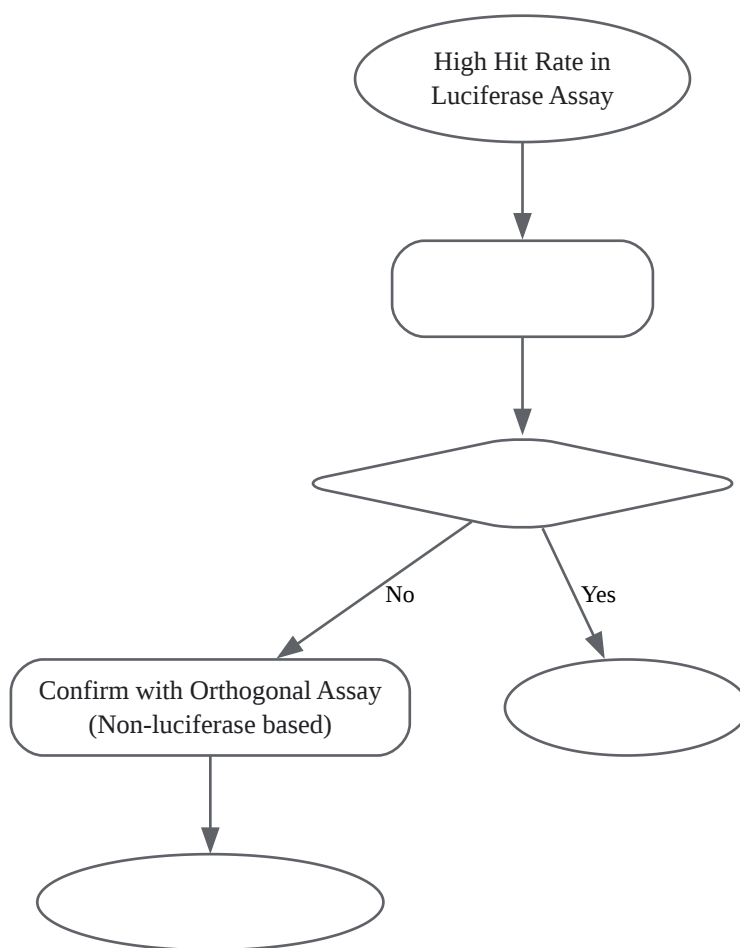 High Hit Rate in
Luciferase Assay
No
Yes
Confirm with Orthogonal Assay
(Non-luciferase based)